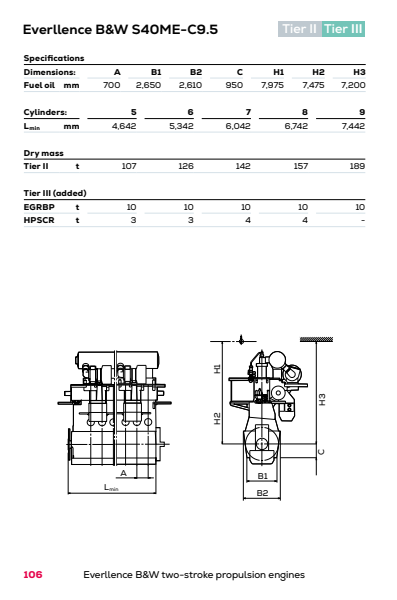 Everllence B&W S40ME-C9.5
Tier II Tier III
Specifications
Dimensions: A B1 B2 C H1 H2 H3
Fuel oil mm 700 2,650 2,610 950 7,975 7,475 7,200
Cylinders: 5 6 7 8 9
Lmin mm 4,642 5,342 6,042 6,742 7,442
Dry mass
Tier II t 107 126 142 157 189
Tier III (added)
EGRBP t 10 10 10 10 10
HPSCR t 3 3 4 4 -
H1
H2
H3
C
A
Lmin
B1
B2
106 Everllence B&W two-stroke propulsion engines